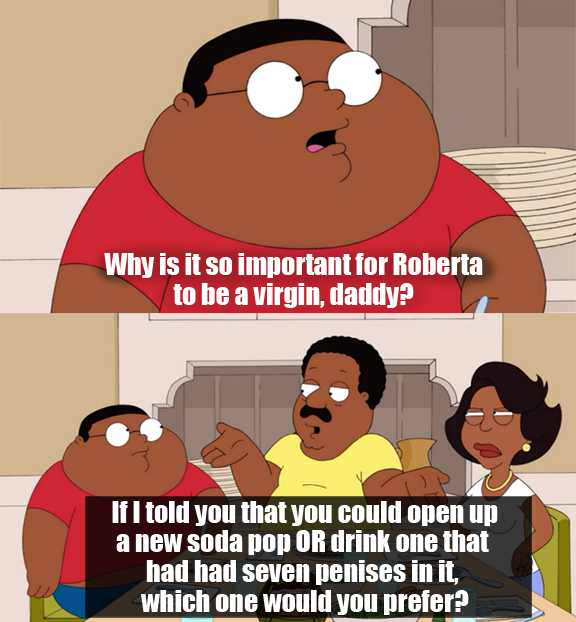 Why is it so important for Roberta
to be a virgin, daddy?
If I told you that you could open up
a new soda pop OR drink one that
had had seven penises in it,
which one would you prefer?